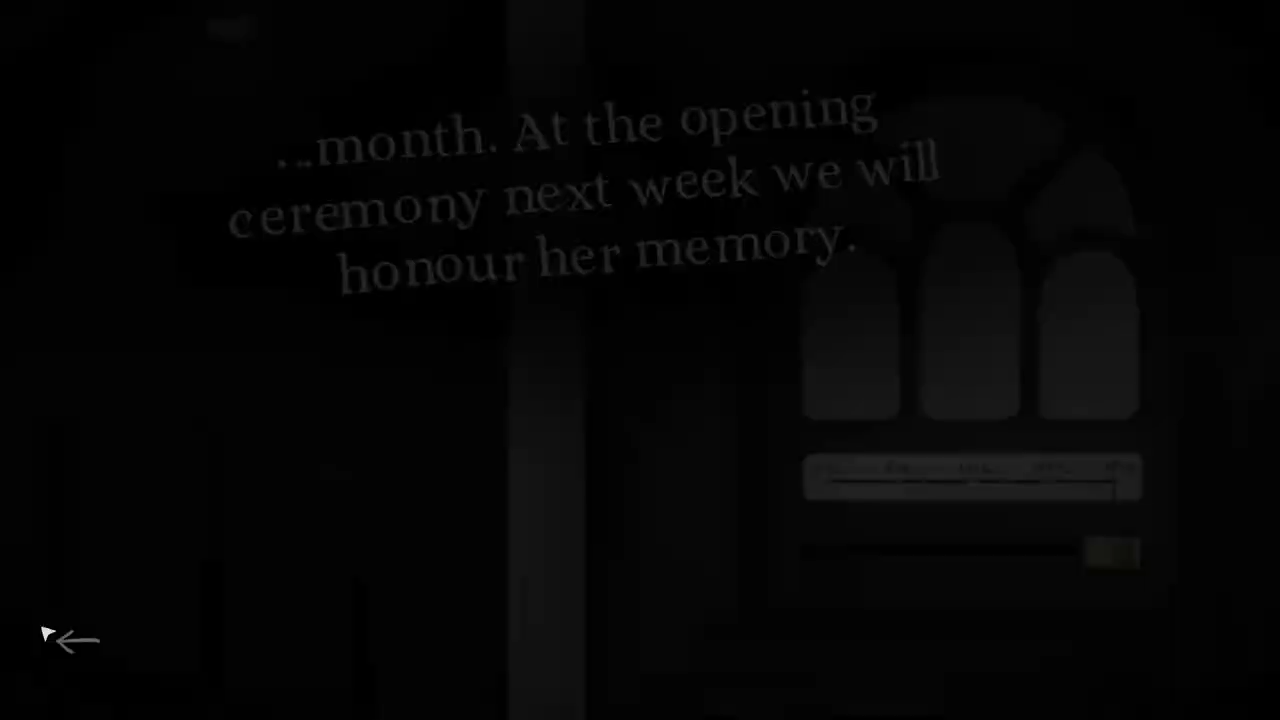 ...month. At the opening
ceremony next week we will
honour her memory.